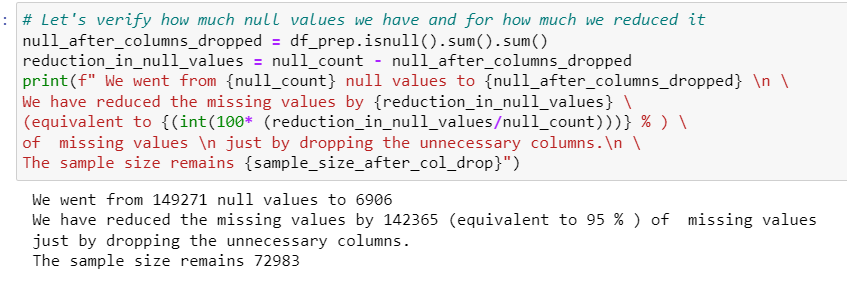 : # Let's verify how much null values we have and for how much we reduced it
null_after_columns_dropped = df_prep.isnull().sum().sum()
reduction_in_null_values = null_count - null_after_columns_dropped
print(f" We went from {null_count} null values to {null_after_columns_dropped} \n \
We have reduced the missing values by {reduction_in_null_values} \
(equivalent to {(int(100* (reduction_in_null_values/null_count)))} % ) \
of  missing values \n just by dropping the unnecessary columns.\n \
The sample size remains {sample_size_after_col_drop}")
We went from 149271 null values to 6906
We have reduced the missing values by 142365 (equivalent to 95 % ) of  missing values
just by dropping the unnecessary columns.
The sample size remains 72983